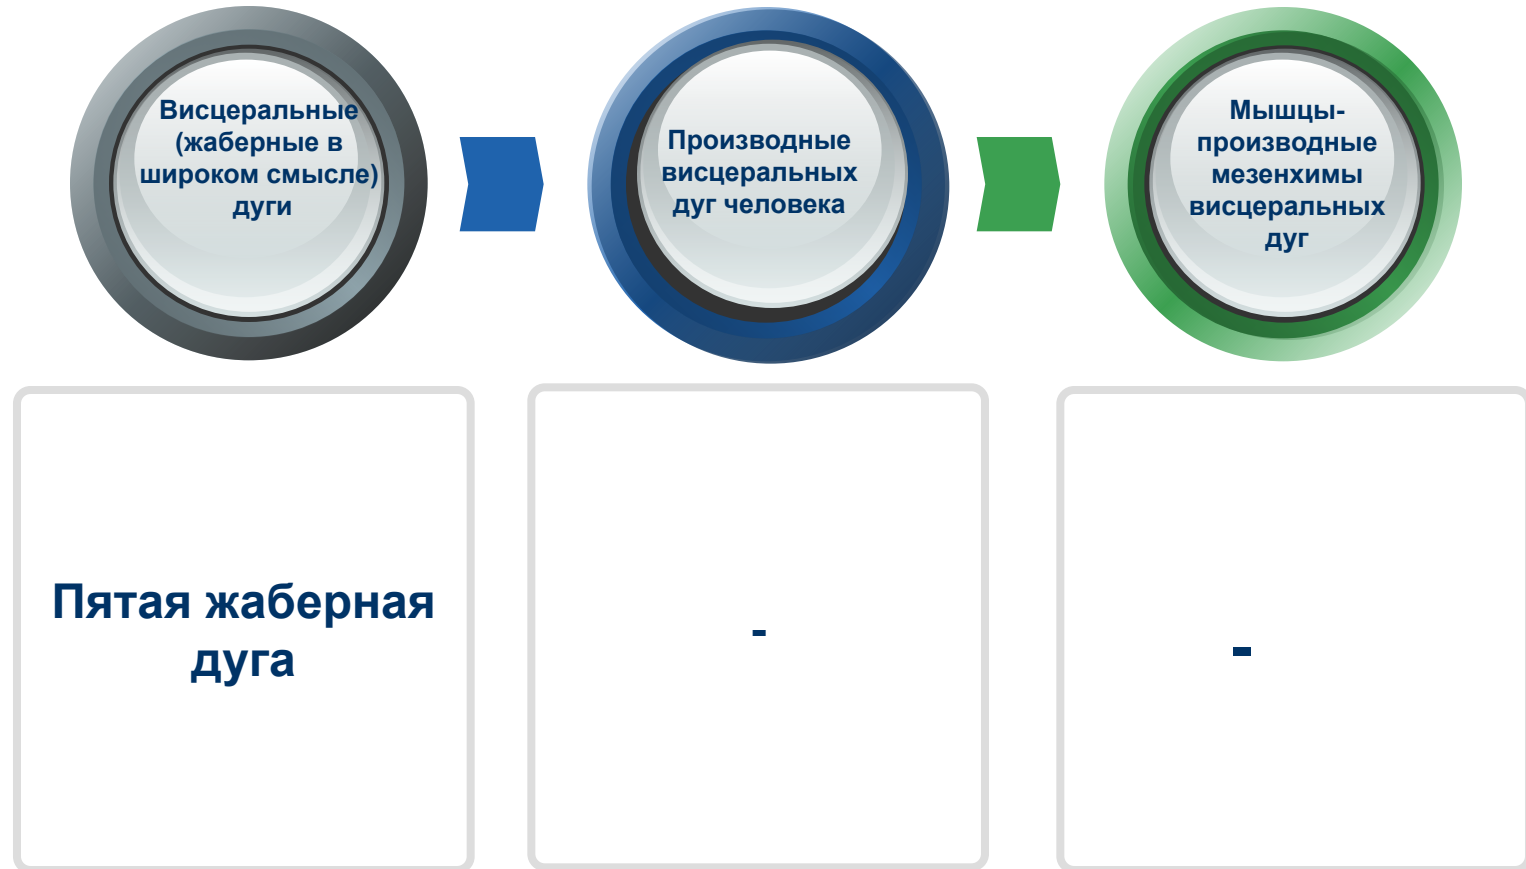 Висцеральные
(жаберные в
широком смысле)
дуги
Производные
висцеральных
дуг человека
Мышцы-
производные
мезенхимы
висцеральных
дуг
Пятая жаберная
дуга
-
-